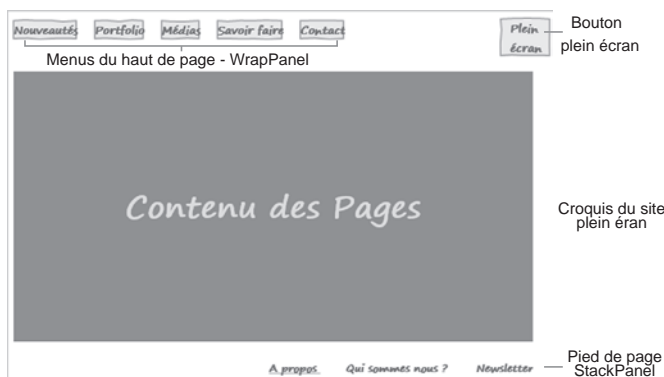 Nouveautés Portfolio Médias Savoir faire Contact
Plein
écran
Bouton
plein écran
Menus du haut de page - WrapPanel
Contenu des Pages
Croquis du site
plein éran
A propos Qui sommes nous ? Newsletter
Pied de page
StackPanel